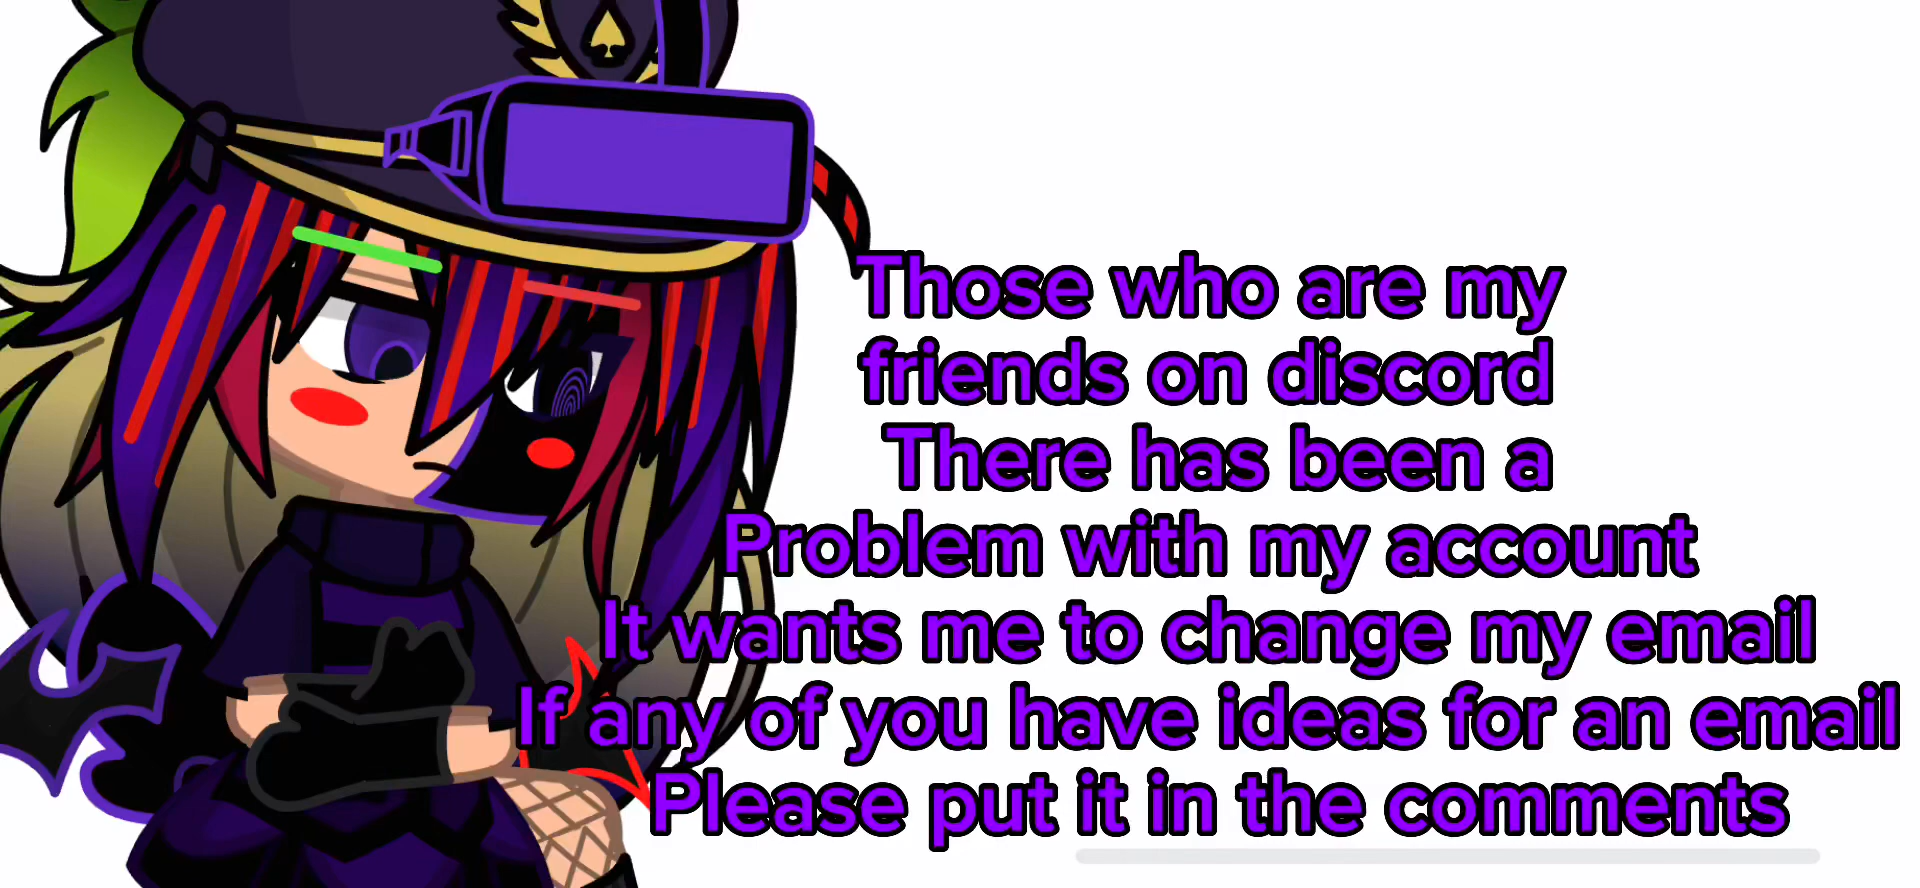 Those who are my
friends on discord
There has been a
Problem with my account
It wants me to change my email
If any of you have ideas for an email
Please put it in the comments